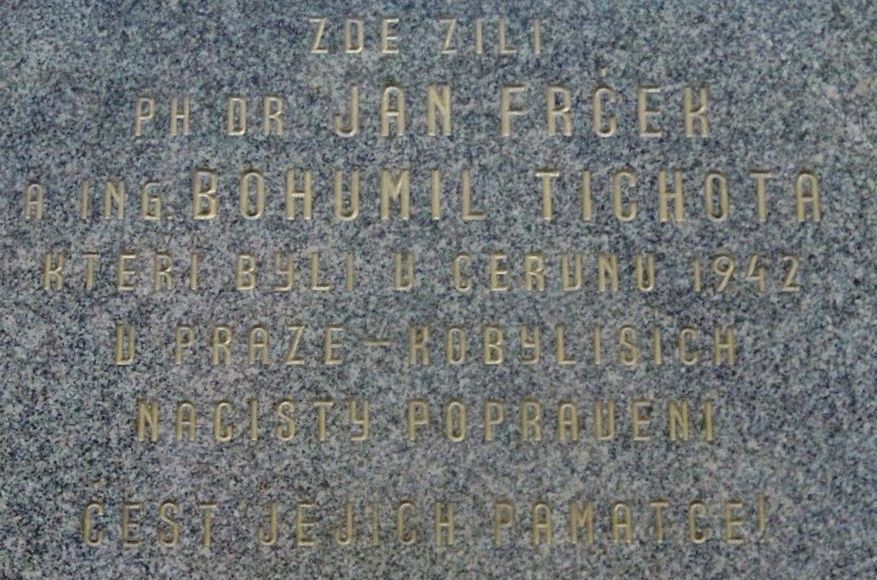 ZDE ŽILI
PH DR JAN FRČEK
A ING. BOHUMIL TICHOTA
KTEŘÍ BYLI V ČERVNU 1942
V PRAZE – KOBYLISÍCH
NACISTY POPRAVENI
ČEST JEJICH PAMÁTCE!